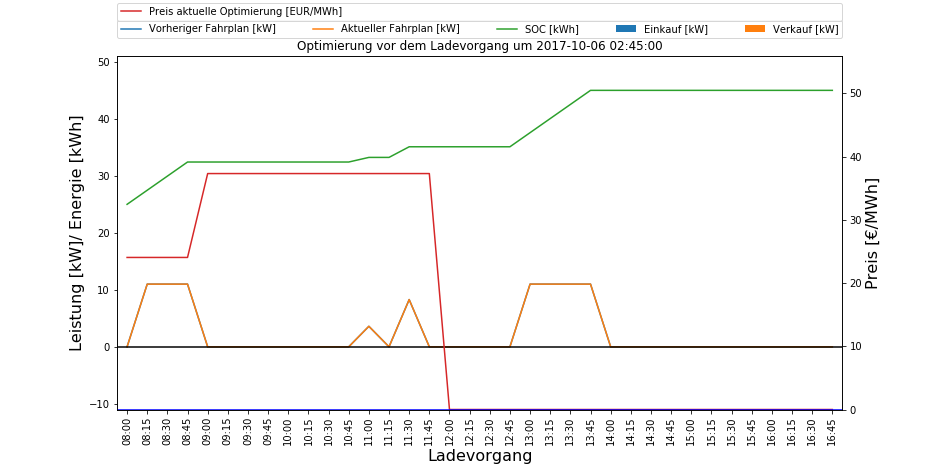 Preis aktuelle Optimierung [EUR/MWh]
Vorheriger Fahrplan [kW] Aktueller Fahrplan [kW] SOC [kWh] Einkauf [kW] Verkauf [kW]
Optimierung vor dem Ladevorgang um 2017-10-06 02:45:00
Leistung [kW]/ Energie [kWh]
50
40
30
20
10
0
−10
50
40
30
20
10
0
Preis [€/MWh]
08:00 08:15 08:30 08:45 09:00 09:15 09:30 09:45 10:00 10:15 10:30 10:45 11:00 11:15 11:30 11:45 12:00 12:15 12:30 12:45 13:00 13:15 13:30 13:45 14:00 14:15 14:30 14:45 15:00 15:15 15:30 15:45 16:00 16:15 16:30 16:45
Ladevorgang